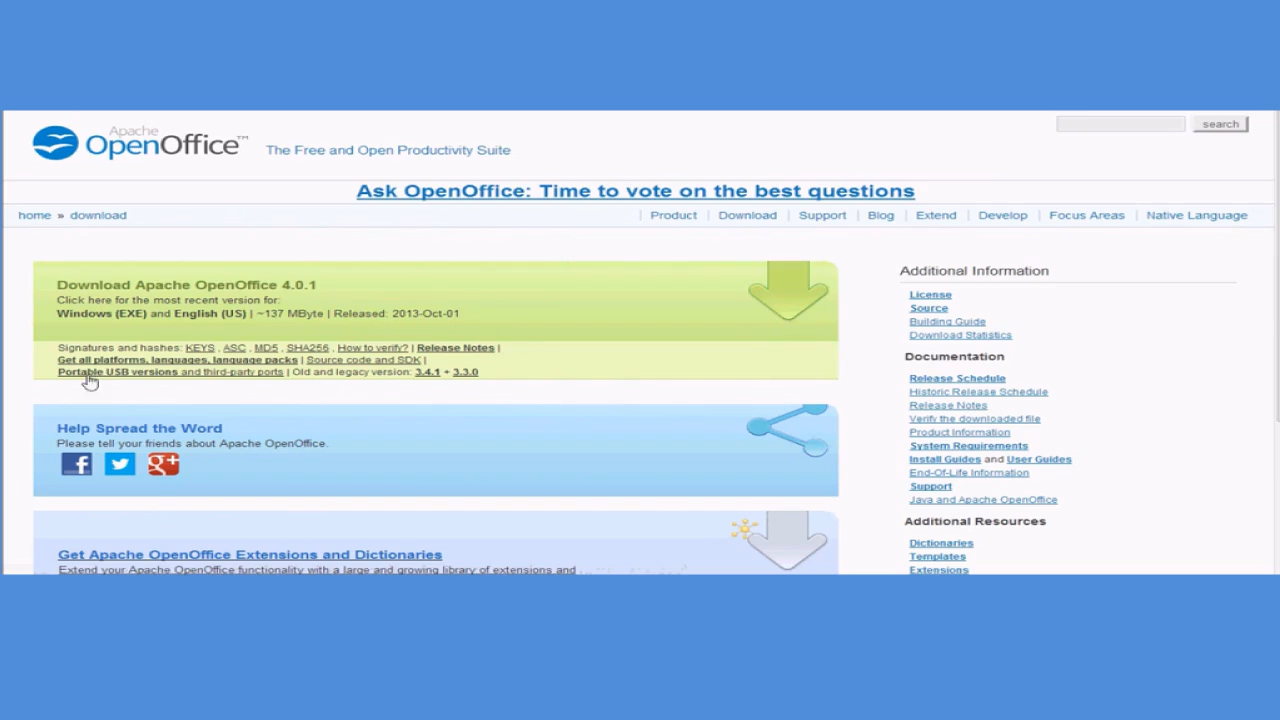 Apache
OpenOffice™
The Free and Open Productivity Suite
search
Ask OpenOffice: Time to vote on the best questions
home » download
| Product | Download | Support | Blog | Extend | Develop | Focus Areas | Native Language
Download Apache OpenOffice 4.0.1
Click here for the most recent version for:
Windows (EXE) and English (US) | ~137 MByte | Released: 2013-Oct-01
Signatures and hashes: KEYS , ASC , MD5 , SHA256 , How to verify? | Release Notes |
Get all platforms, languages, language packs | Source code and SDK |
Portable USB versions and third-party ports | Old and legacy version: 3.4.1 + 3.3.0
Help Spread the Word
Please tell your friends about Apache OpenOffice.
Get Apache OpenOffice Extensions and Dictionaries
Extend your Apache OpenOffice functionality with a large and growing library of extensions and
Additional Information
License
Source
Building Guide
Download Statistics
Documentation
Release Schedule
Historic Release Schedule
Release Notes
Verify the downloaded file
Product Information
System Requirements
Install Guides and User Guides
End-Of-Life Information
Support
Java and Apache OpenOffice
Additional Resources
Dictionaries
Templates
Extensions